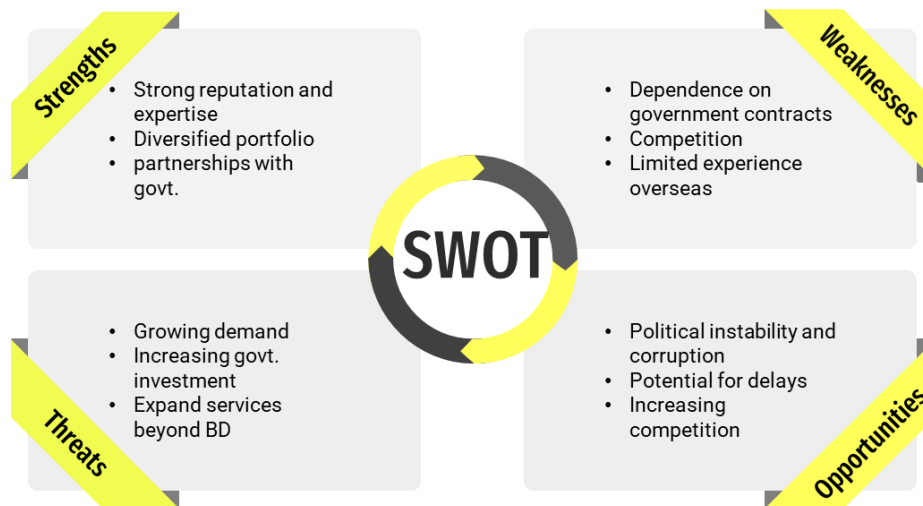 Strengths
• Strong reputation and
expertise
• Diversified portfolio
• partnerships with
govt.
Weaknesses
• Dependence on
government contracts
• Competition
• Limited experience
overseas
SWOT
Threats
• Growing demand
• Increasing govt.
investment
• Expand services
beyond BD
Opportunities
• Political instability and
corruption
• Potential for delays
• Increasing
competition